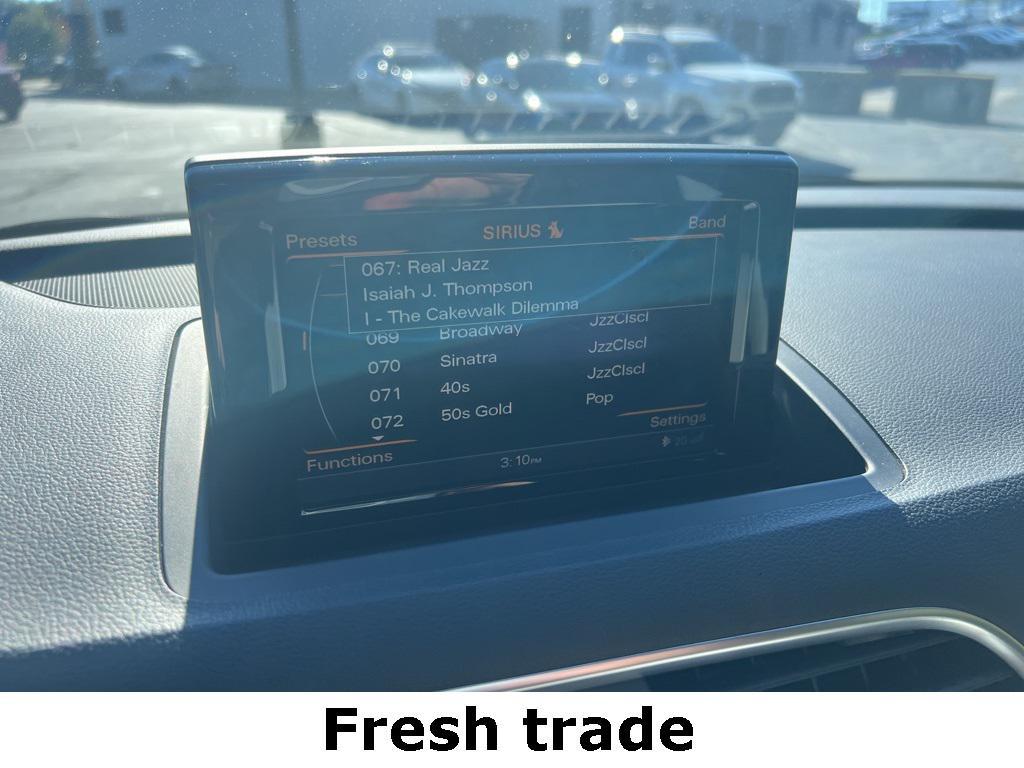 Presets SIRIUS Band
067: Real Jazz
Isaiah J. Thompson
I - The Cakewalk Dilemma
069 Broadway JzzClscl
070 Sinatra JzzClscl
071 40s JzzClscl
072 50s Gold Pop
Functions Settings
3:10PM 20
Fresh trade